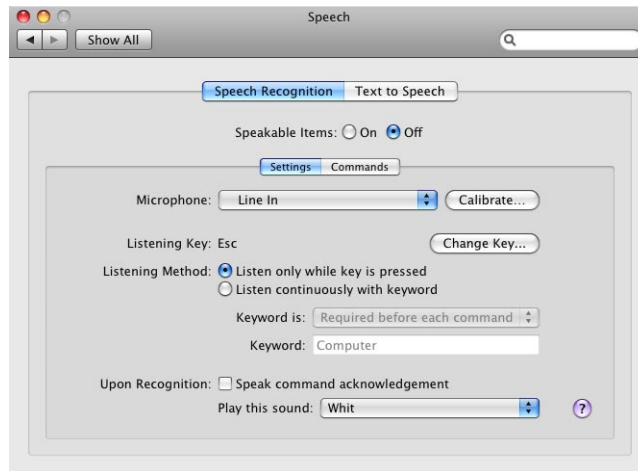 Speech
Show All
Speech Recognition Text to Speech
Speakable Items: On Off
Settings Commands
Microphone: Line In Calibrate...
Listening Key: Esc Change Key...
Listening Method: Listen only while key is pressed
Listen continuously with keyword
Keyword is: Required before each command
Keyword: Computer
Upon Recognition: Speak command acknowledgement
Play this sound: Whit ?